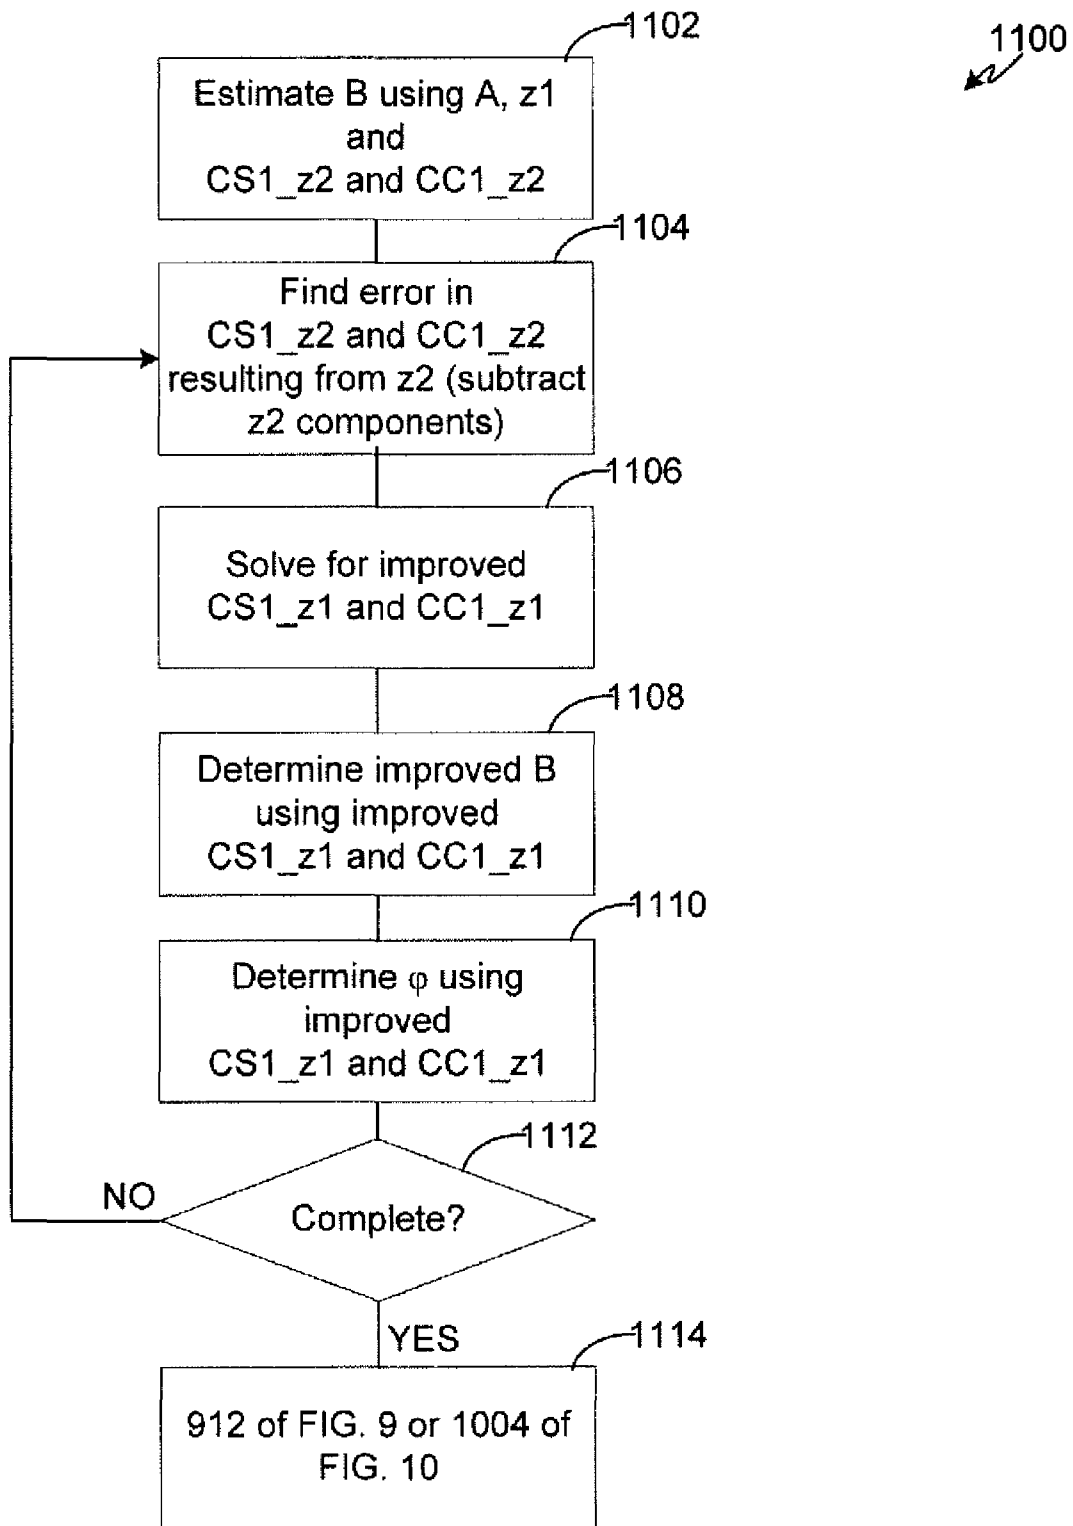 1102
1100
Estimate B using A, z1
and
CS1_z2 and CC1_z2
1104
Find error in
CS1_z2 and CC1_z2
resulting from z2 (subtract
z2 components)
1106
Solve for improved
CS1_z1 and CC1_z1
1108
Determine improved B
using improved
CS1_z1 and CC1_z1
1110
Determine φ using
improved
CS1_z1 and CC1_z1
1112
NO
Complete?
YES
1114
912 of FIG. 9 or 1004 of
FIG. 10